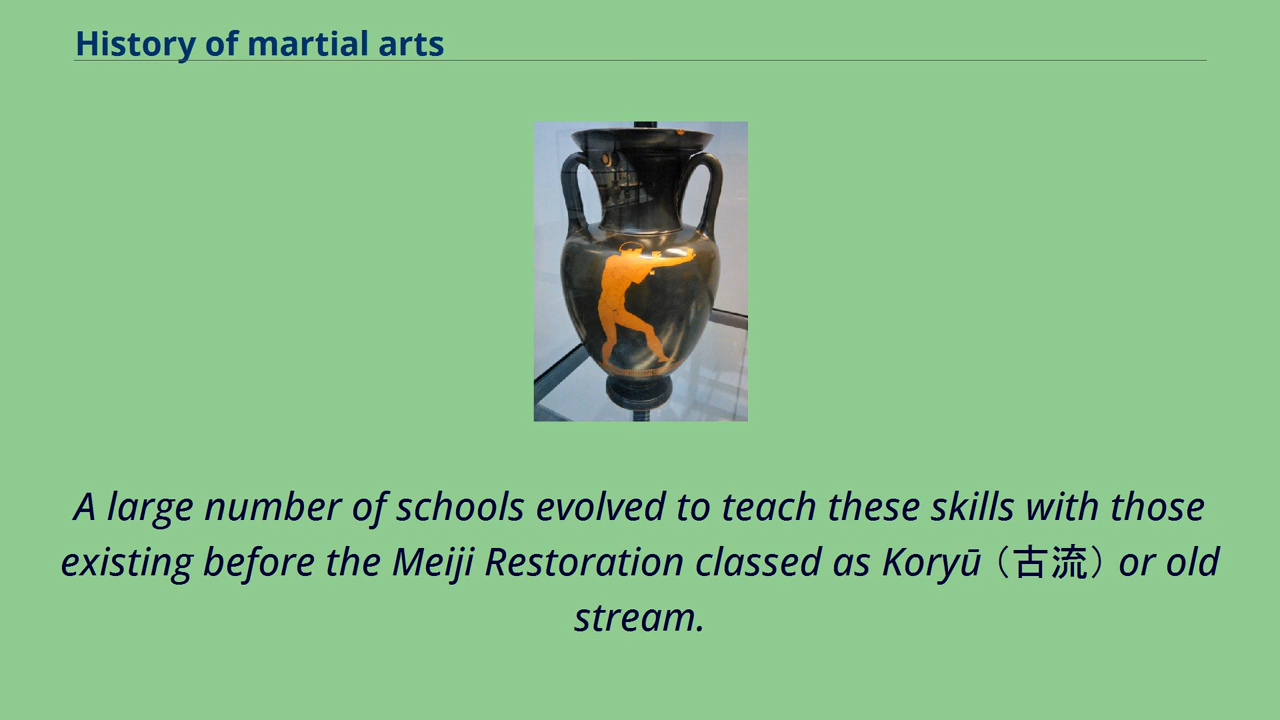 History of martial arts
A large number of schools evolved to teach these skills with those
existing before the Meiji Restoration classed as Koryū（古流）or old
stream.